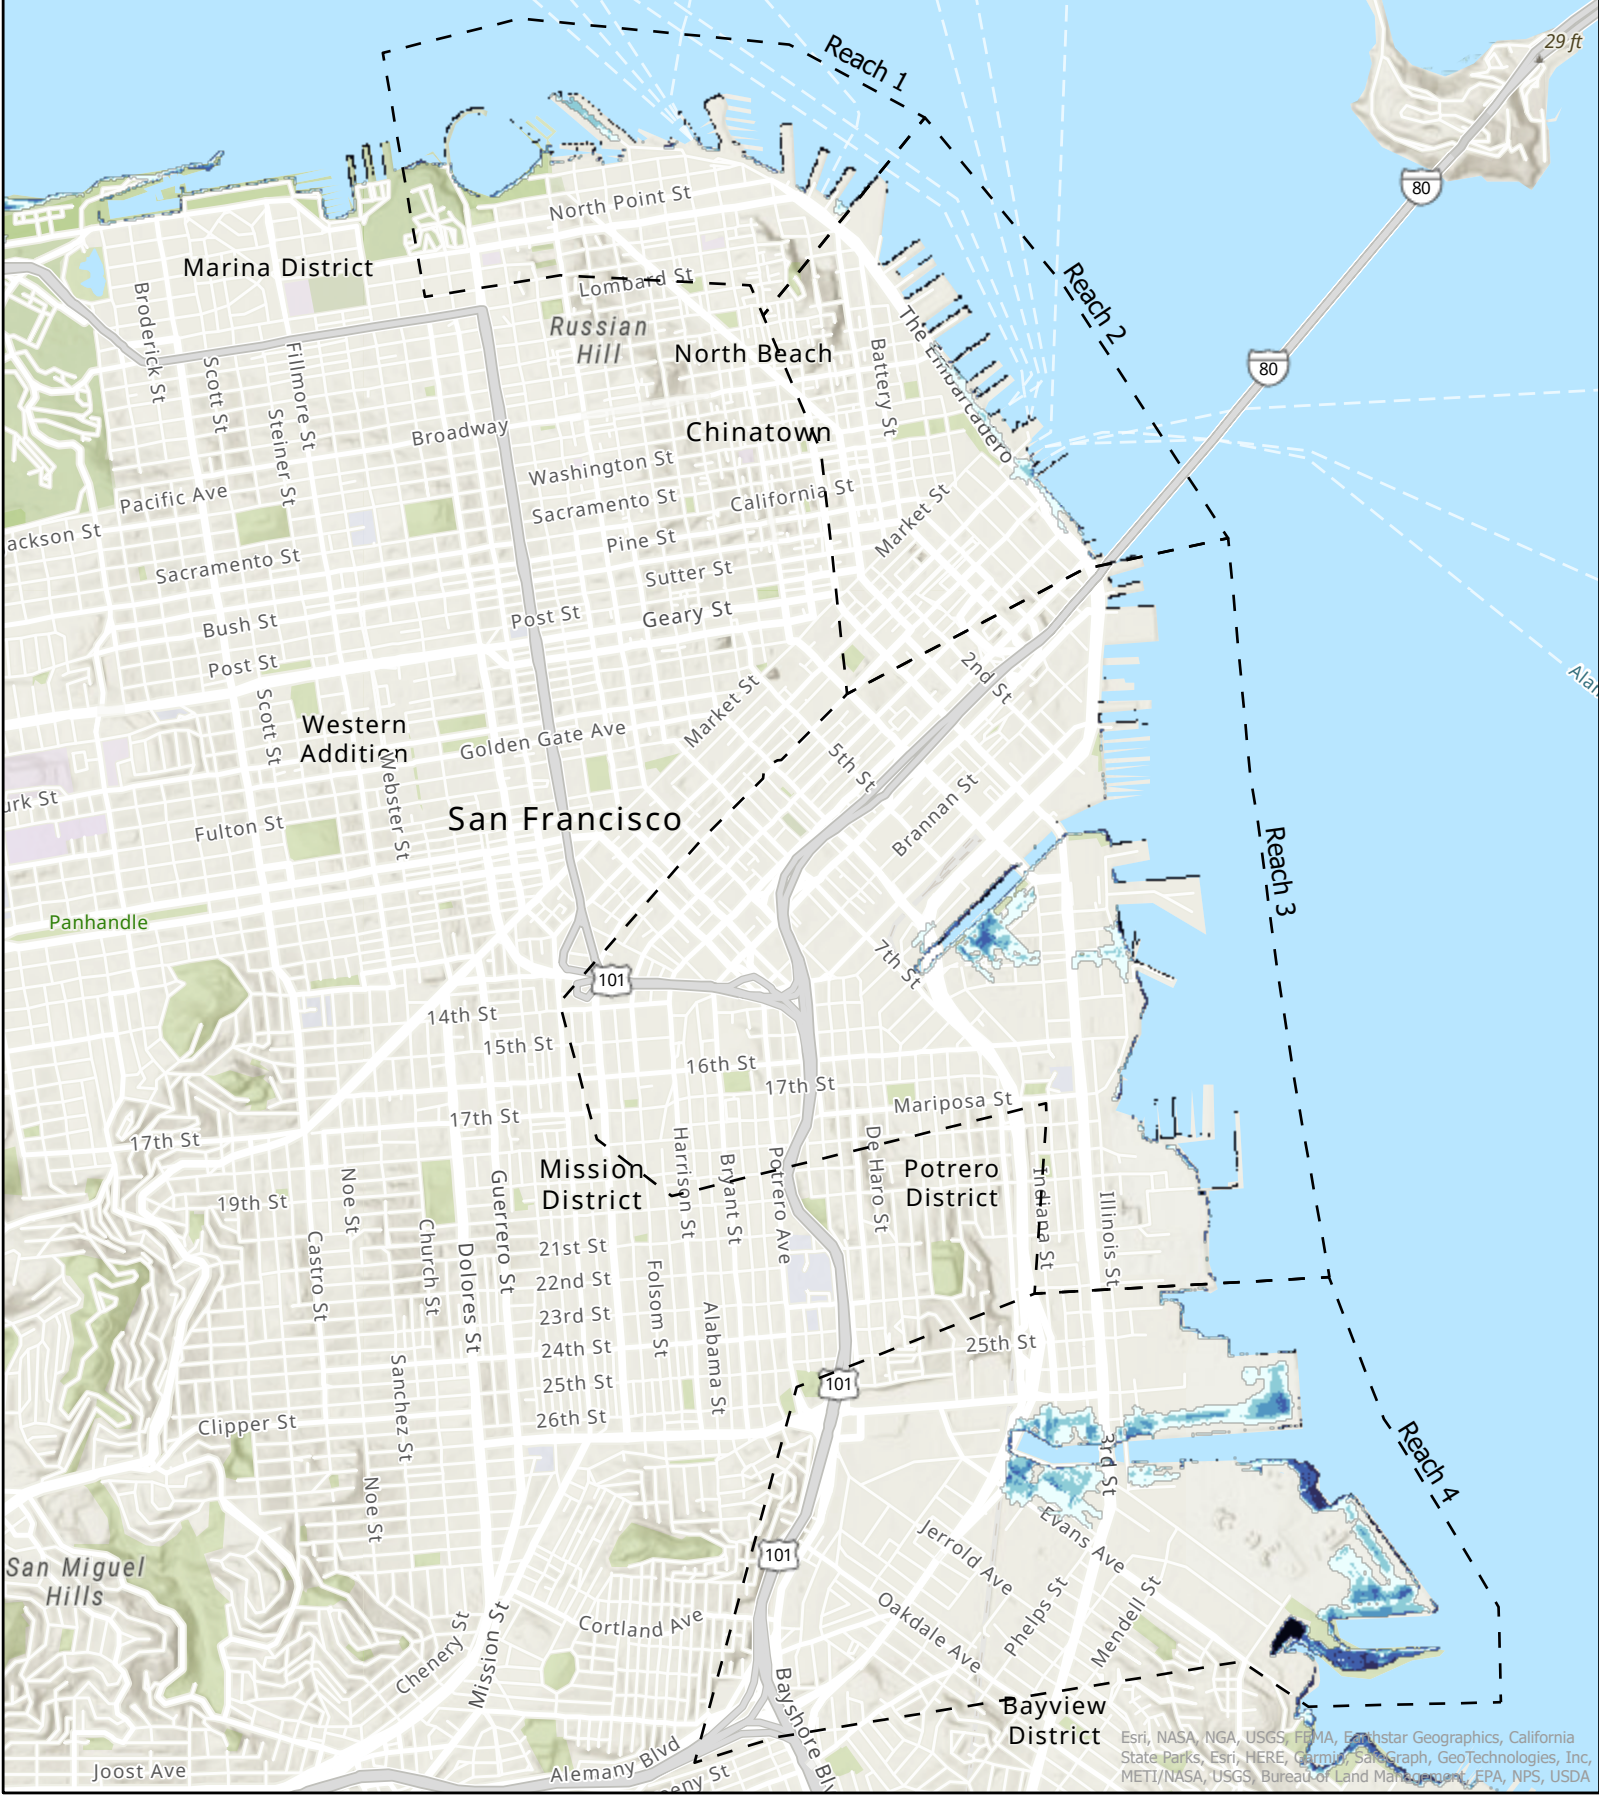 29 ft
Reach 1
80
North Point St
Marina District
Lombard St
Reach 2
Broderick St
Russian
Hill
North Beach
The Embarcadero
Battery St
80
Scott St
Fillmore St
Steiner St
Broadway
Chinatown
Washington St
Pacific Ave
Sacramento St
California St
Market St
ackson St
Pine St
Sacramento St
Sutter St
Bush St
Post St
Geary St
Post St
2nd St
Alan
Scott St
Market St
Western
Addition
Golden Gate Ave
5th St
Webster St
urk St
Brannan St
San Francisco
Fulton St
Reach 3
Panhandle
7th St
101
14th St
15th St
16th St
17th St
17th St
Mariposa St
17th St
Mission
District
Harrison St
Bryant St
Potrero Ave
De Haro St
Potrero
District
Indiana St
Illinois St
19th St
Noe St
Guerrero St
Castro St
Church St
Dolores St
21st St
22nd St
Folsom St
23rd St
Alabama St
24th St
25th St
25th St
101
Sanchez St
26th St
Clipper St
Reach 4
3rd St
Noe St
Evans Ave
Jerrold Ave
101
San Miguel
Hills
Phelps St
Mendell St
Oakdale Ave
Cortland Ave
Chenery St
Mission St
Bayshore Blv
Bayview
District
Alemany Blvd
eny St
Joost Ave
Esri, NASA, NGA, USGS, FEMA, Earthstar Geographics, California
State Parks, Esri, HERE, Garmin, SafeGraph, GeoTechnologies, Inc,
METI/NASA, USGS, Bureau of Land Management, EPA, NPS, USDA